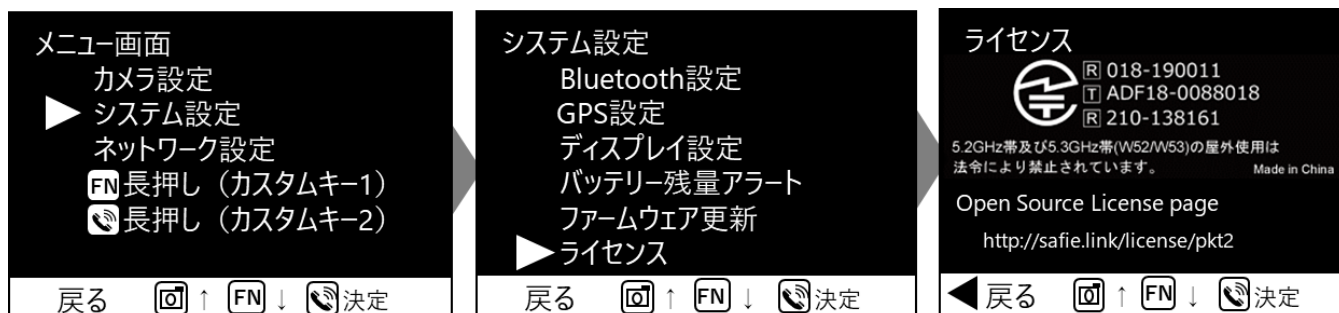 メニュー画面
カメラ設定
システム設定
ネットワーク設定
FN長押し（カスタムキー1）
長押し（カスタムキー2）
戻る ↑ FN ↓ 決定
システム設定
Bluetooth設定
GPS設定
ディスプレイ設定
バッテリー残量アラート
ファームウェア更新
ライセンス
戻る ↑ FN ↓ 決定
ライセンス
R 018-190011
T ADF18-0088018
R 210-138161
5.2GHz帯及び5.3GHz帯(W52/W53)の屋外使用は
法令により禁止されています。 Made in China
Open Source License page
http://safie.link/license/pkt2
戻る ↑ FN ↓ 決定